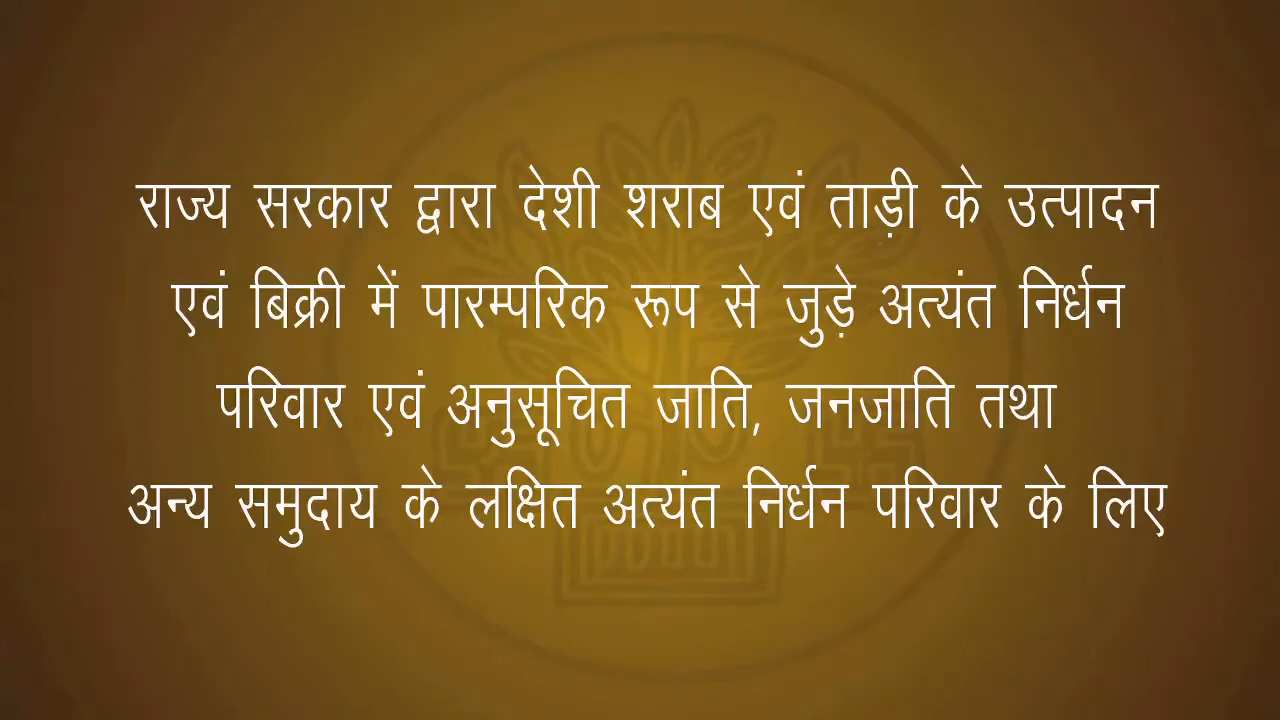 राज्य सरकार द्वारा देशी शराब एवं ताड़ी के उत्पादन
एवं बिक्री में पारम्परिक रूप से जुड़े अत्यंत निर्धन
परिवार एवं अनुसूचित जाति, जनजाति तथा
अन्य समुदाय के लक्षित अत्यंत निर्धन परिवार के लिए